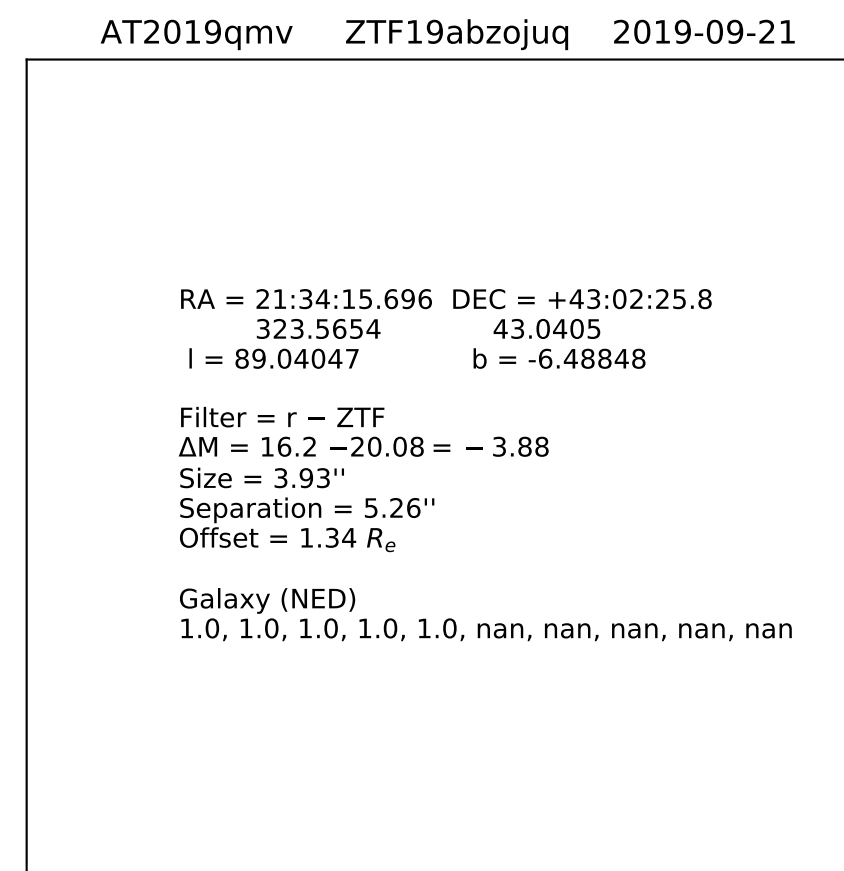 AT2019qmv ZTF19abzojuq 2019-09-21
RA = 21:34:15.696 DEC = +43:02:25.8
323.5654 43.0405
l = 89.04047 b = -6.48848
Filter = r − ZTF
ΔM = 16.2 −20.08 = − 3.88
Size = 3.93''
Separation = 5.26''
Offset = 1.34 Rₑ
Galaxy (NED)
1.0, 1.0, 1.0, 1.0, 1.0, nan, nan, nan, nan, nan